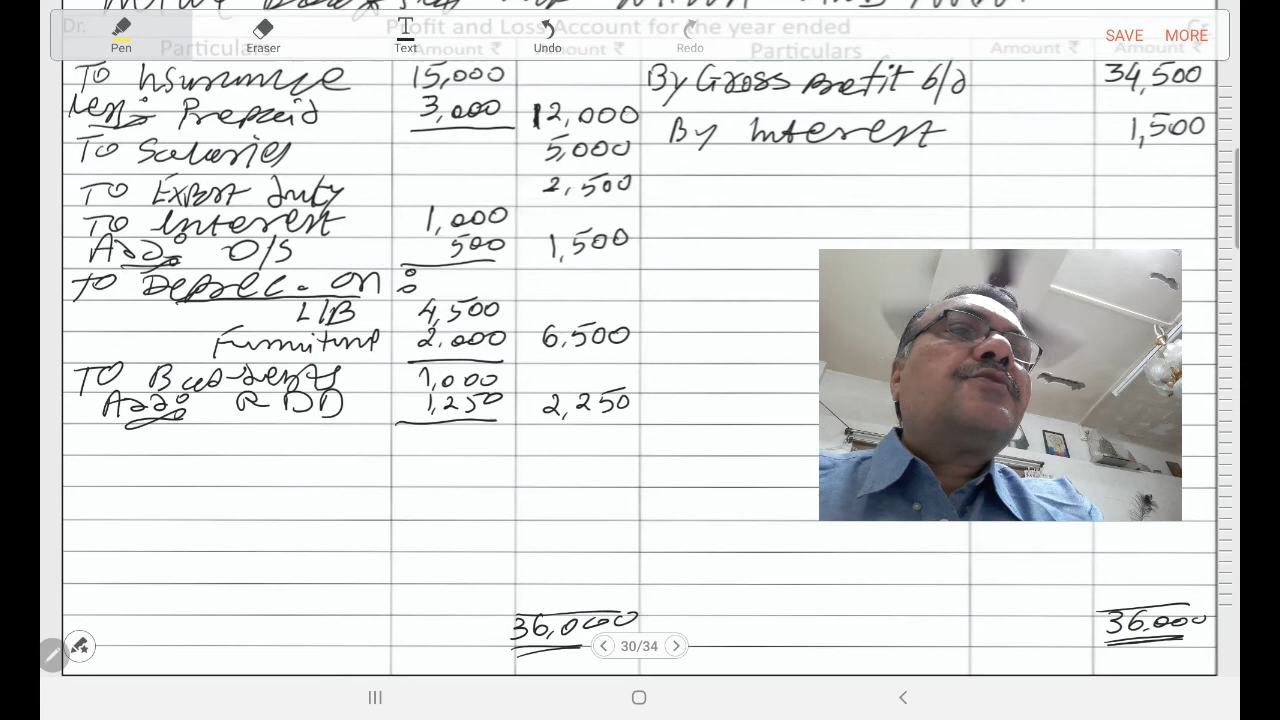 Dr. Profit and Loss Account for the year ended Cr
Pen Eraser Text Undo Redo SAVE MORE
Particulars Amount ₹ Amount ₹ Particulars Amount ₹ Amount ₹
To Insurance 15,000 By Gross profit b/d 34,500
Less: Prepaid 3,000 12,000 By Interest 1,500
To Salaries 5,000
To Export duty 2,500
To Interest 1,000
Add: O/S 500 1,500
To Deprec. on :
L/B 4,500
Furniture 2,000 6,500
To Bad-debts 1,000
Add: RDD 1,250 2,250
36,000 36,000
30/34